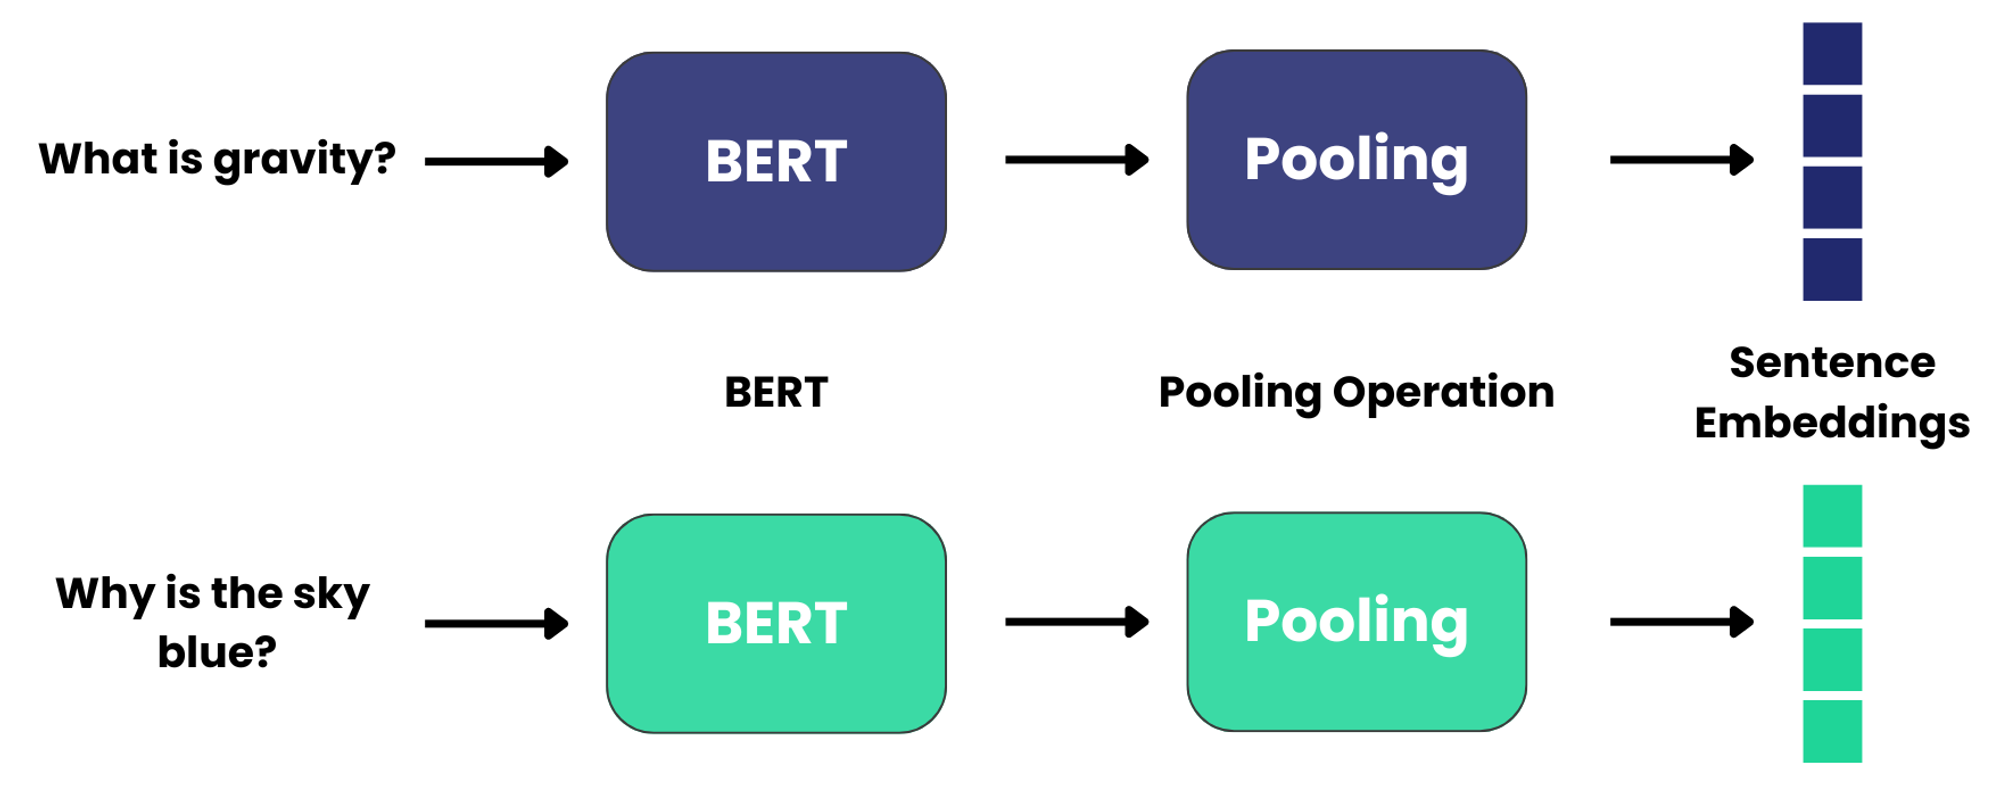 What is gravity?
BERT
Pooling
BERT
Pooling Operation
Sentence
Embeddings
Why is the sky
blue?
BERT
Pooling